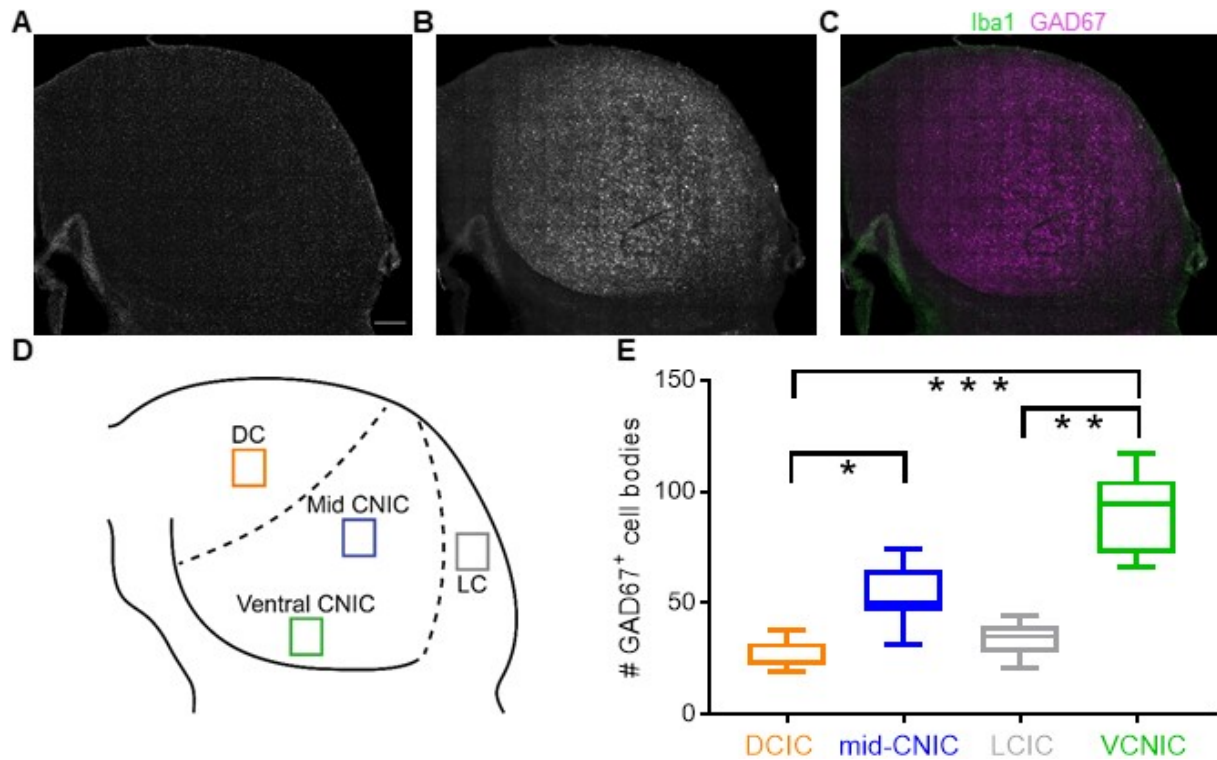 A
B
C
Iba1 GAD67
D
DC
Mid CNIC
LC
Ventral CNIC
E
# GAD67+ cell bodies
150
100
50
0
* * *
* *
*
DCIC mid-CNIC LCIC VCNIC